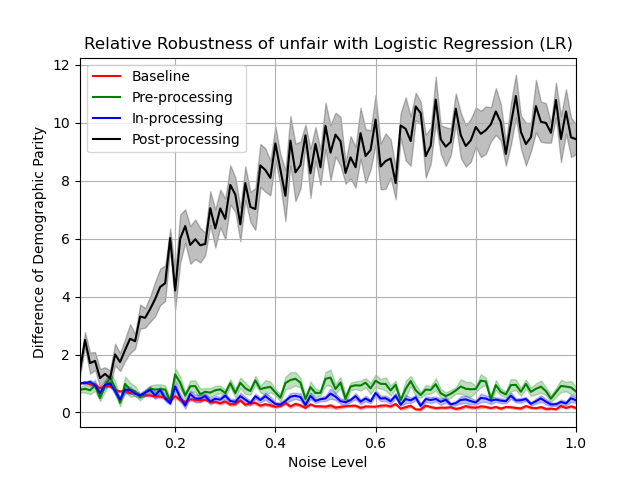 Relative Robustness of unfair with Logistic Regression (LR)
Difference of Demographic Parity
12
10
8
6
4
2
0
Baseline
Pre-processing
In-processing
Post-processing
0.2 0.4 0.6 0.8 1.0
Noise Level